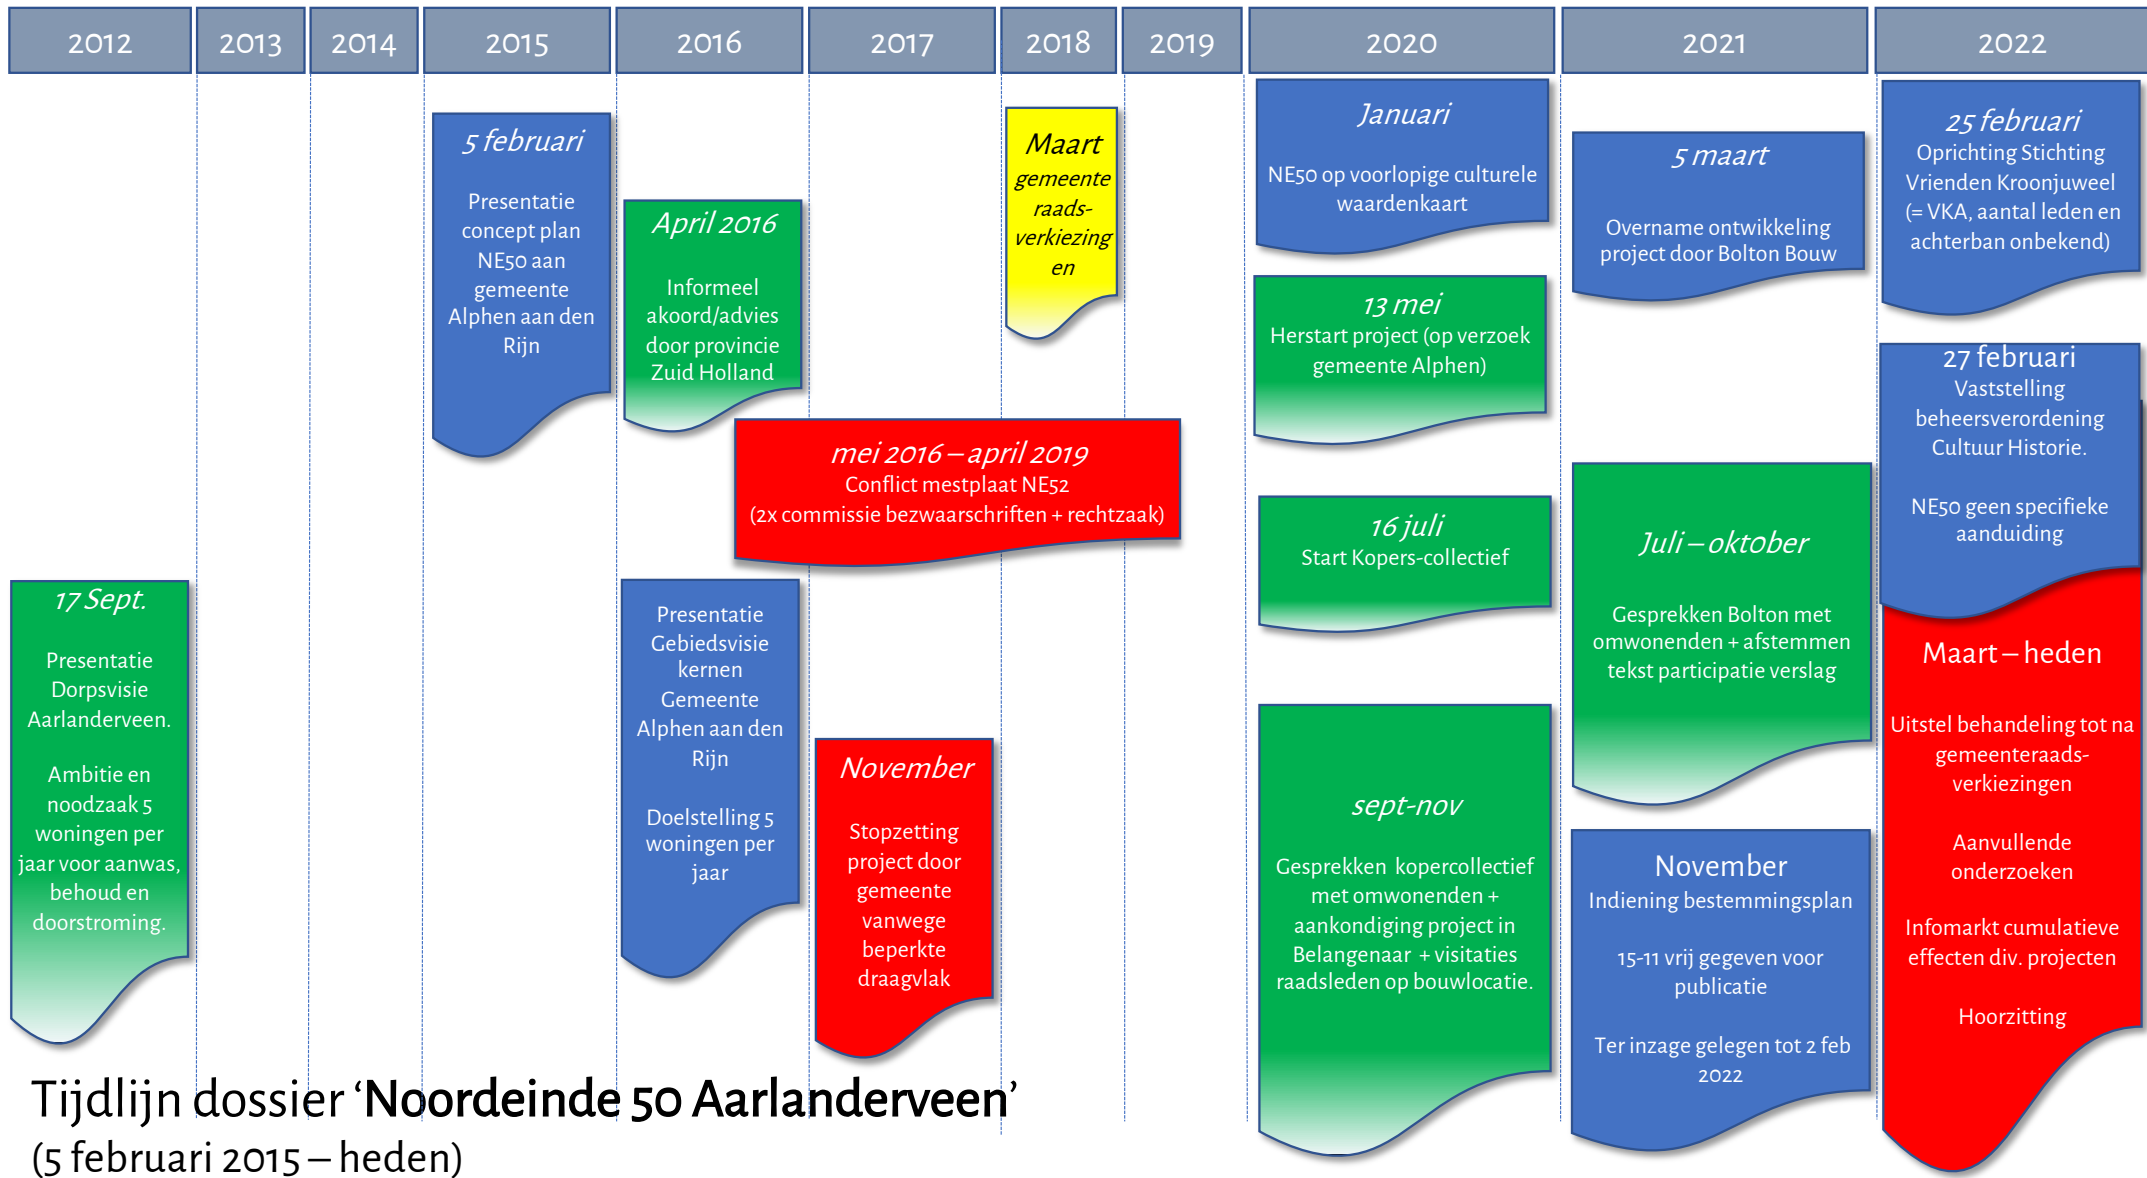 2012
2013
2014
2015
2016
2017
2018
2019
2020
2021
2022
17 Sept.
Presentatie
Dorpsvisie
Aarlanderveen.
Ambitie en
noodzaak 5
woningen per
jaar voor aanwas,
behoud en
doorstroming.
5 februari
Presentatie
concept plan
NE50 aan
gemeente
Alphen aan den
Rijn
April 2016
Informeel
akoord/advies
door provincie
Zuid Holland
mei 2016 – april 2019
Conflict mestplaat NE52
(2x commissie bezwaarschriften + rechtzaak)
Presentatie
Gebiedsvisie
kernen
Gemeente
Alphen aan den
Rijn
Doelstelling 5
woningen per
jaar
November
Stopzetting
project door
gemeente
vanwege
beperkte
draagvlak
Maart
gemeente
raads-
verkiezing
en
Januari
NE50 op voorlopige culturele
waardenkaart
13 mei
Herstart project (op verzoek
gemeente Alphen)
16 juli
Start Kopers-collectief
sept-nov
Gesprekken kopercollectief
met omwonenden +
aankondiging project in
Belangenaar + visitaties
raadsleden op bouwlocatie.
5 maart
Overname ontwikkeling
project door Bolton Bouw
Juli – oktober
Gesprekken Bolton met
omwonenden + afstemmen
tekst participatie verslag
November
Indiening bestemmingsplan
15-11 vrij gegeven voor
publicatie
Ter inzage gelegen tot 2 feb
2022
25 februari
Oprichting Stichting
Vrienden Kroonjuweel
(= VKA, aantal leden en
achterban onbekend)
27 februari
Vaststelling
beheersverordening
Cultuur Historie.
NE50 geen specifieke
aanduiding
Maart – heden
Uitstel behandeling tot na
gemeenteraads-
verkiezingen
Aanvullende
onderzoeken
Infomarkt cumulatieve
effecten div. projecten
Hoorzitting
Tijdlijn dossier ‘Noordeinde 50 Aarlanderveen’
(5 februari 2015 – heden)